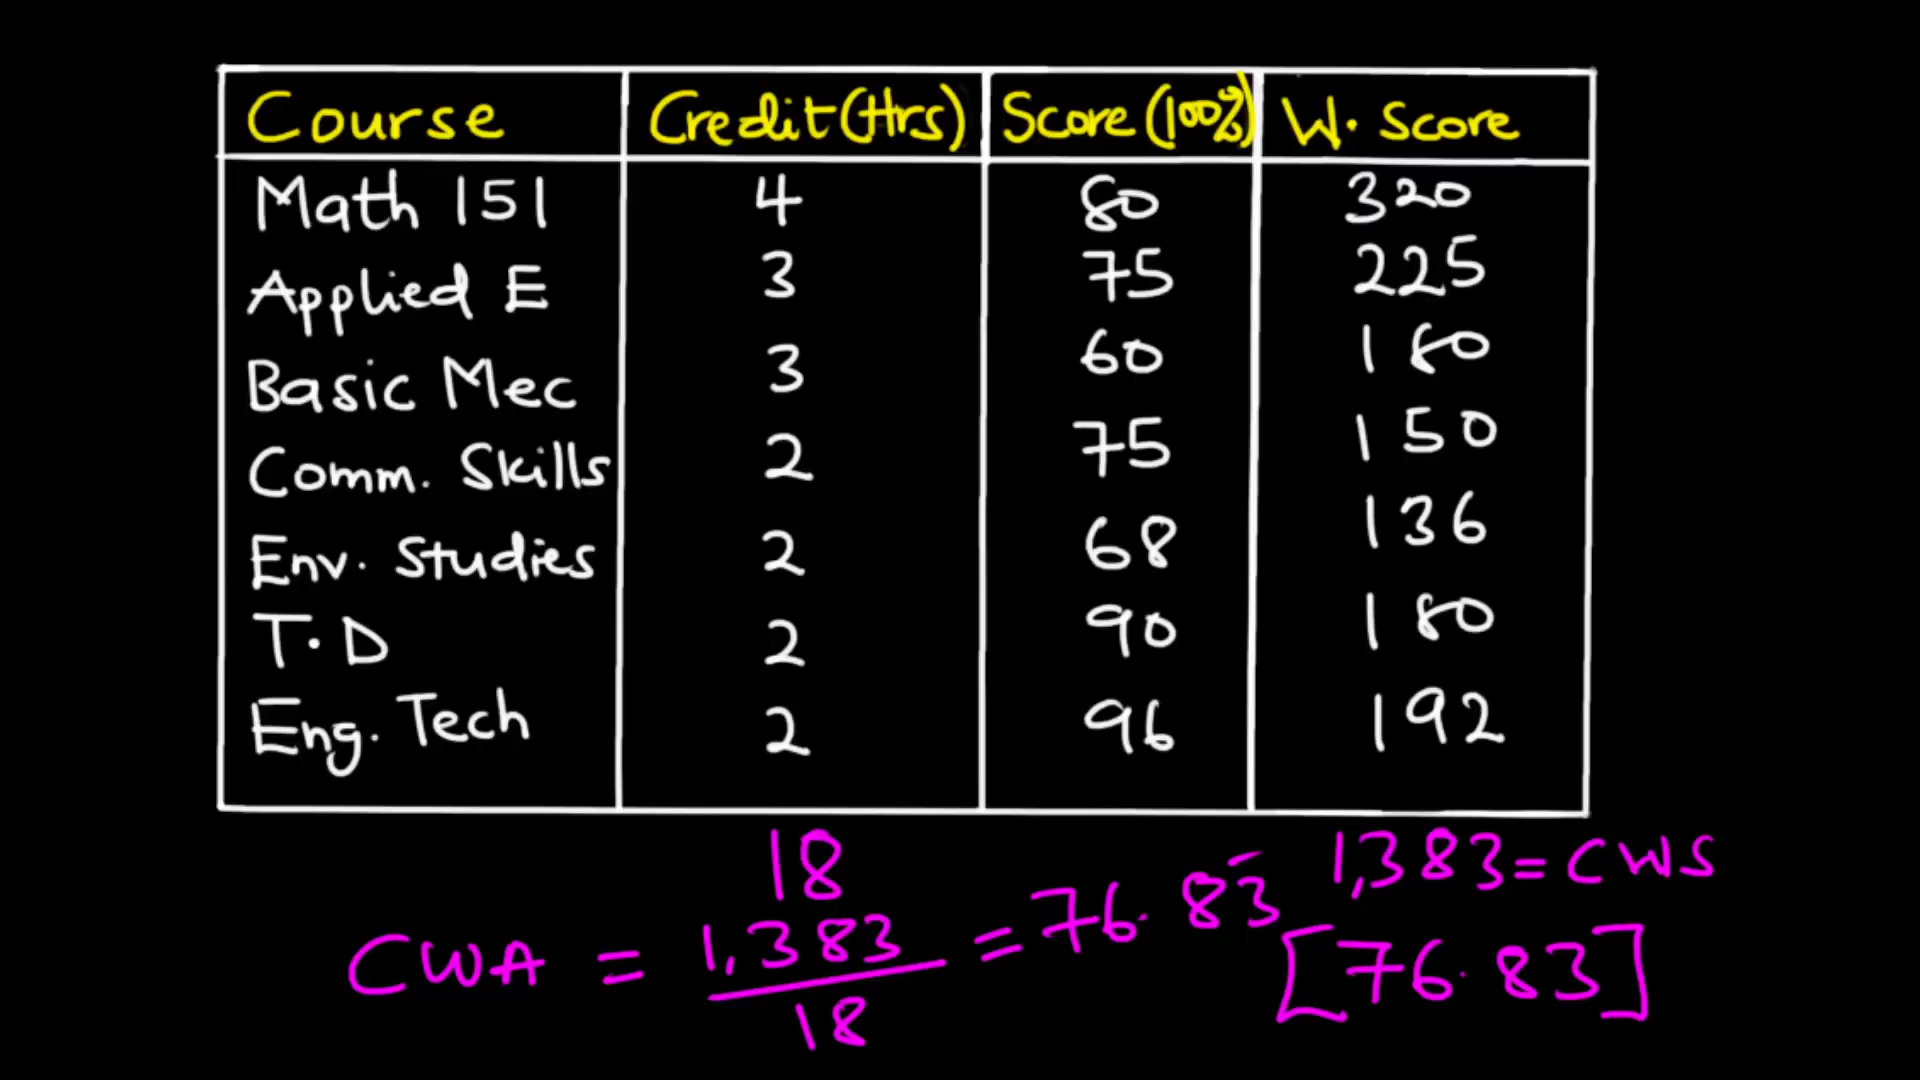 Course Credit(Hrs) Score(100%) W. Score
Math 151 4 80 320
Applied E 3 75 225
Basic Mec 3 60 180
Comm. Skills 2 75 150
Env. Studies 2 68 136
T.D 2 90 180
Eng. Tech 2 96 192
18 1,383 = CWS
CWA = 1,383 / 18 = 76.83̅
[76.83]